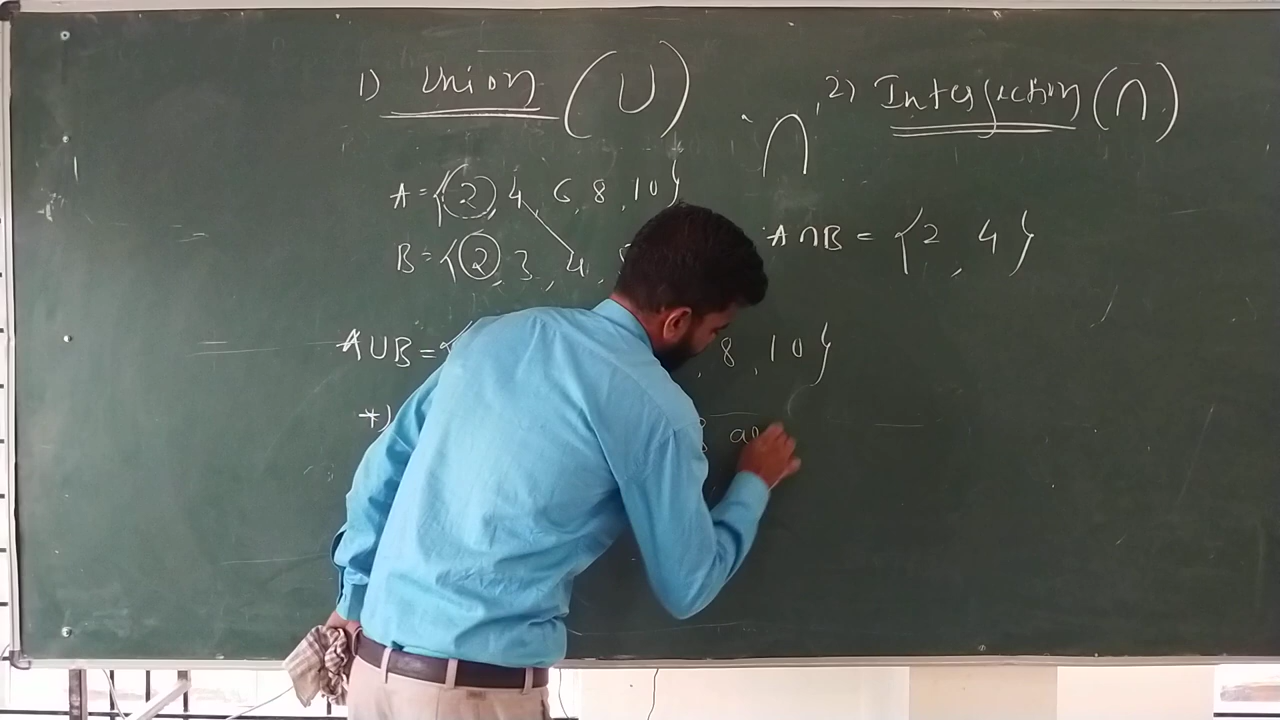 1) Union (∪)
A = {2, 4, 6, 8, 10}
B = {2, 3, 4,
A∪B = {
, 8, 10}
*)
∩
2) Intersection (∩)
A∩B = {2, 4}